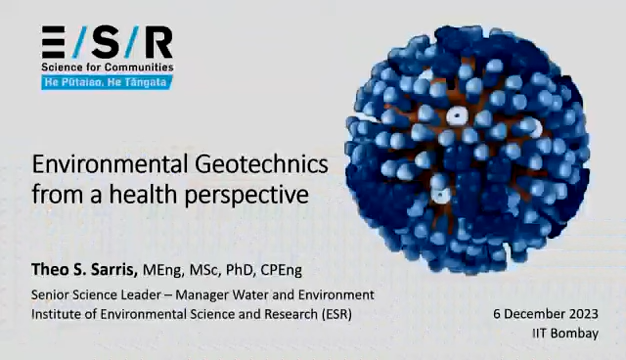 E/S/R
Science for Communities
He Pūtaiao, He Tāngata
Environmental Geotechnics
from a health perspective
Theo S. Sarris, MEng, MSc, PhD, CPEng
Senior Science Leader – Manager Water and Environment
Institute of Environmental Science and Research (ESR)
6 December 2023
IIT Bombay